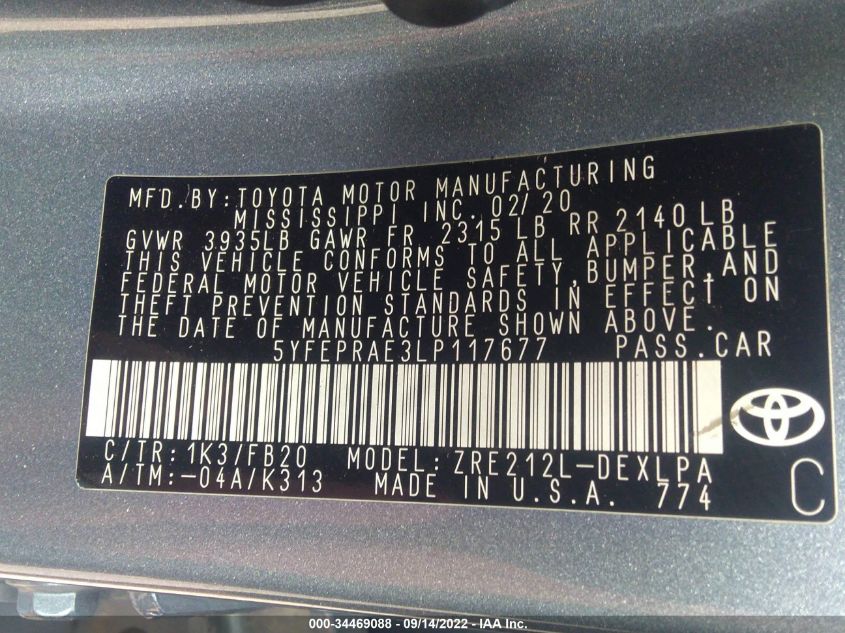 MFD.BY:TOYOTA MOTOR MANUFACTURING
MISSISSIPPI INC. 02/20
GVWR 3935LB GAWR FR 2315 LB RR 2140 LB
THIS VEHICLE CONFORMS TO ALL APPLICABLE
FEDERAL MOTOR VEHICLE SAFETY,BUMPER,AND
THEFT PREVENTION STANDARDS IN EFFECT ON
THE DATE OF MANUFACTURE SHOWN ABOVE.
5YFEPRAE3LP117677 PASS.CAR
C/TR:1K3/FB20 MODEL:ZRE212L-DEXLPA
A/TM:-04A/K313 MADE IN U.S.A. 774
C
000-34469088 - 09/14/2022 - IAA Inc.